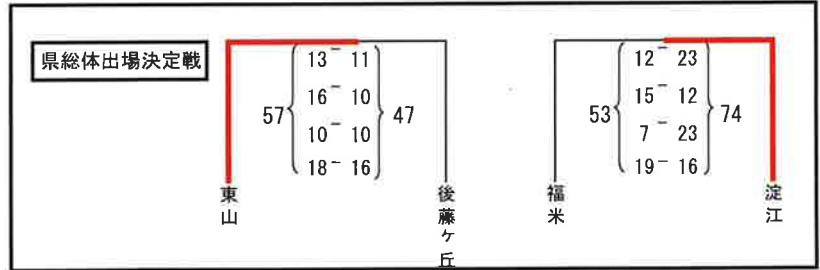 県総体出場決定戦
13 - 11
16 - 10
57 47
10 - 10
18 - 16
東山
後藤ヶ丘
12 - 23
15 - 12
53 74
7 - 23
19 - 16
福米
淀江